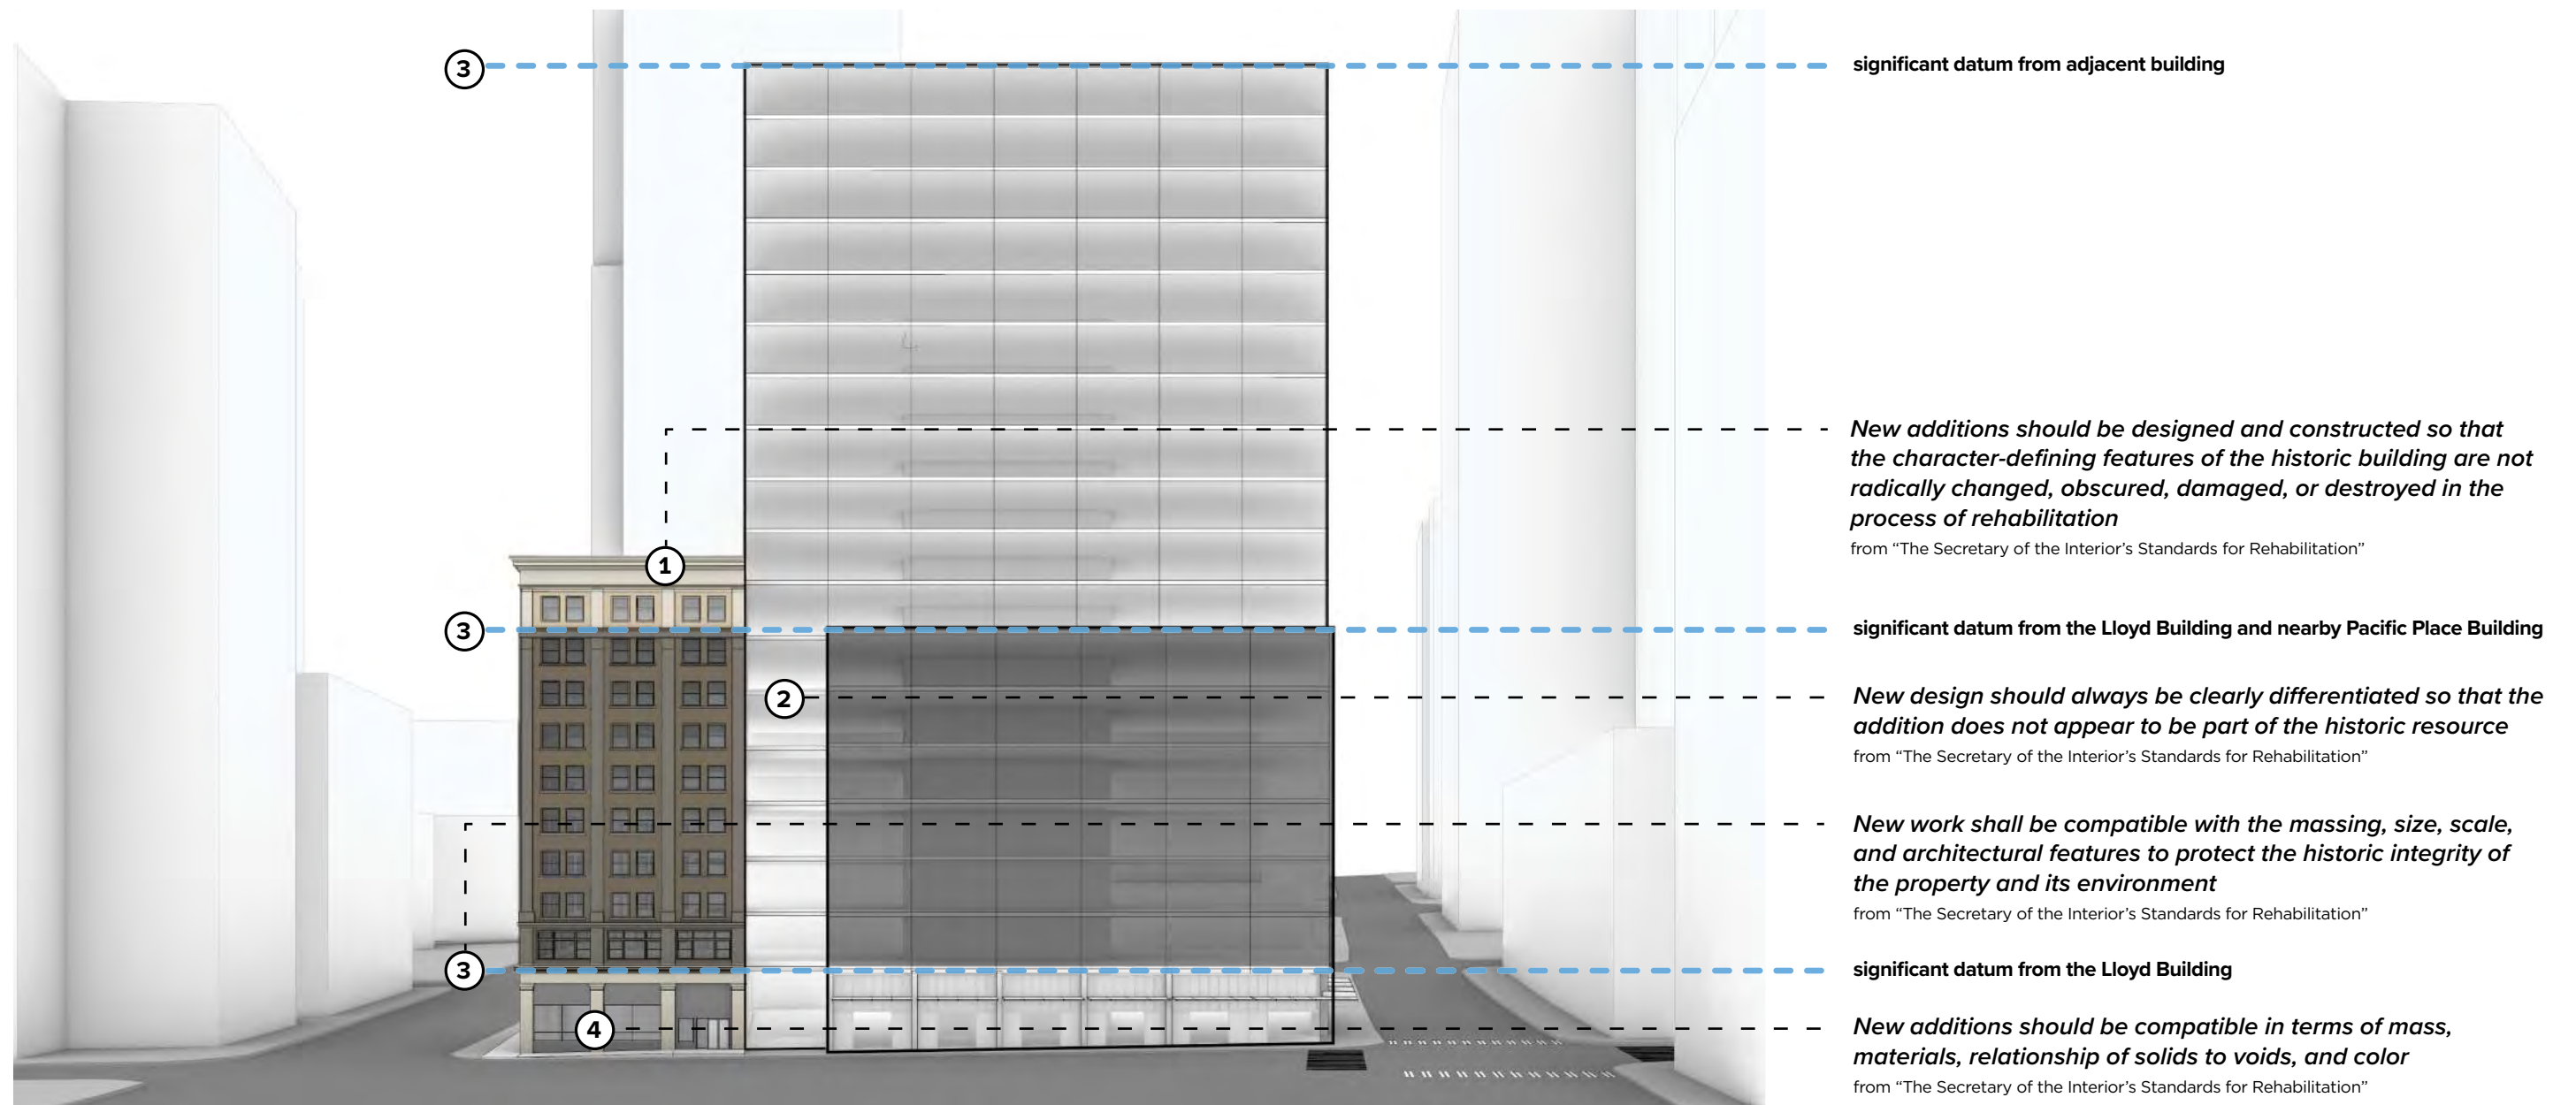 3
significant datum from adjacent building
New additions should be designed and constructed so that
the character-defining features of the historic building are not
radically changed, obscured, damaged, or destroyed in the
process of rehabilitation
from “The Secretary of the Interior’s Standards for Rehabilitation”
1
3
significant datum from the Lloyd Building and nearby Pacific Place Building
2
New design should always be clearly differentiated so that the
addition does not appear to be part of the historic resource
from “The Secretary of the Interior’s Standards for Rehabilitation”
New work shall be compatible with the massing, size, scale,
and architectural features to protect the historic integrity of
the property and its environment
from “The Secretary of the Interior’s Standards for Rehabilitation”
3
significant datum from the Lloyd Building
4
New additions should be compatible in terms of mass,
materials, relationship of solids to voids, and color
from “The Secretary of the Interior’s Standards for Rehabilitation”